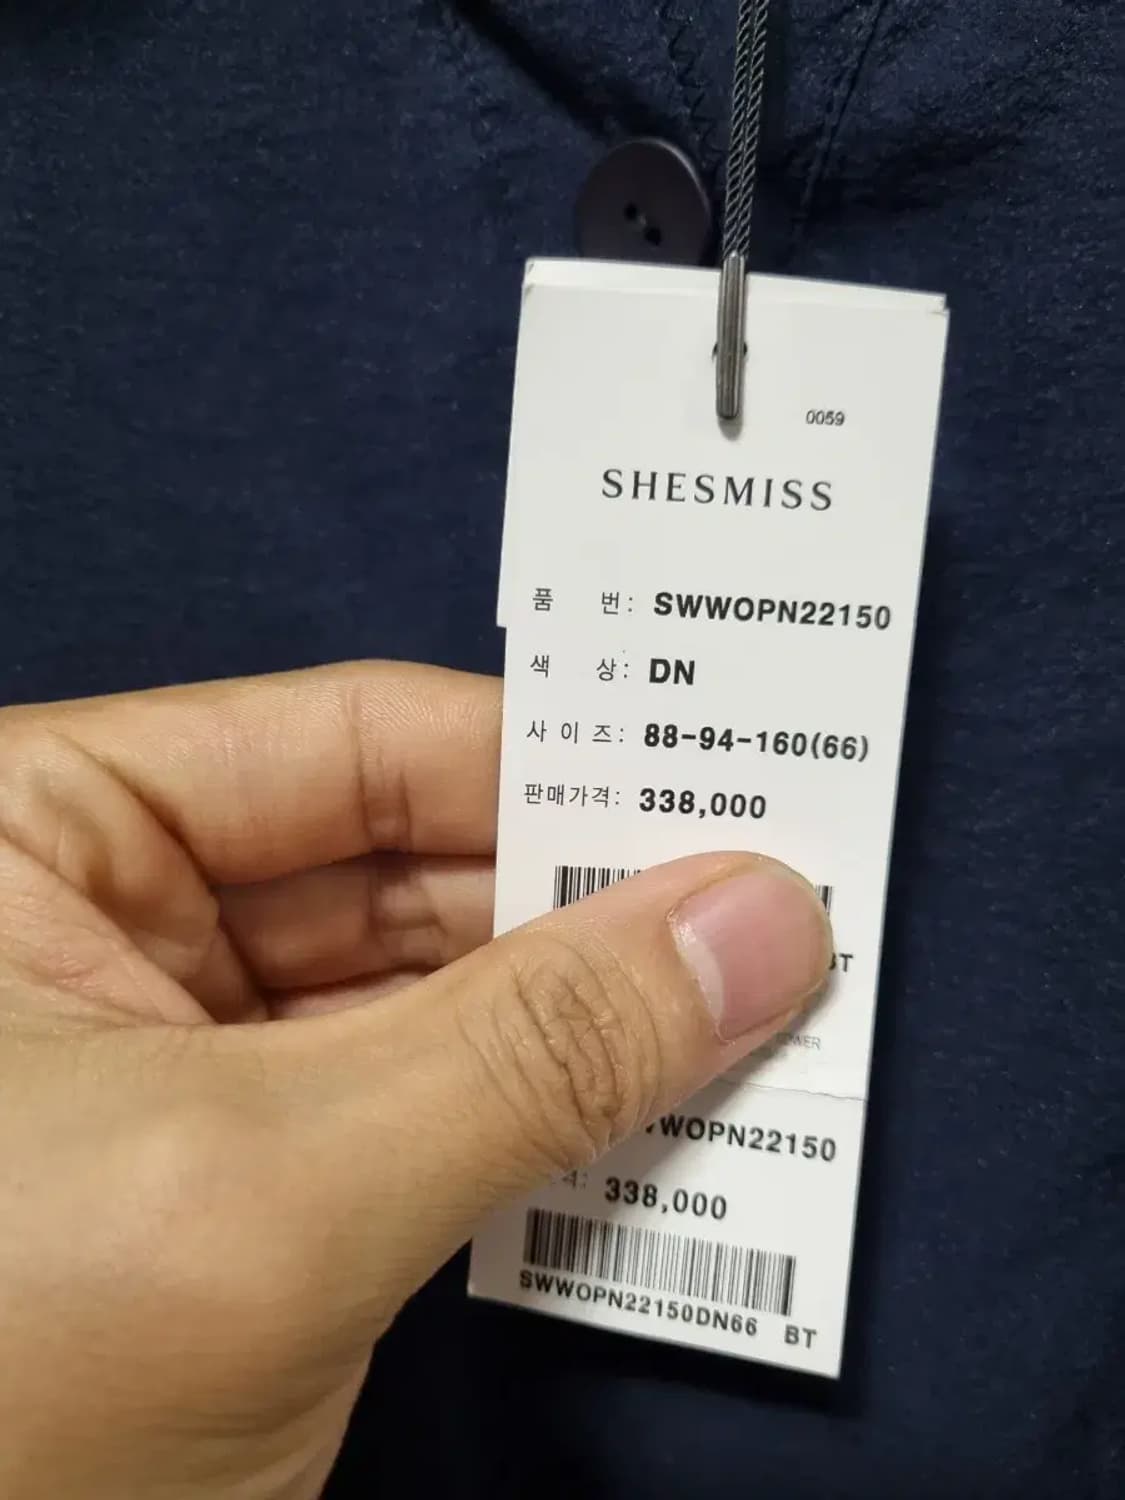 0059
SHESMISS
품 번: SWWOPN22150
색 상: DN
사 이 즈: 88-94-160(66)
판매가격: 338,000
BT
WOPN22150
338,000
SWWOPN22150DN66 BT